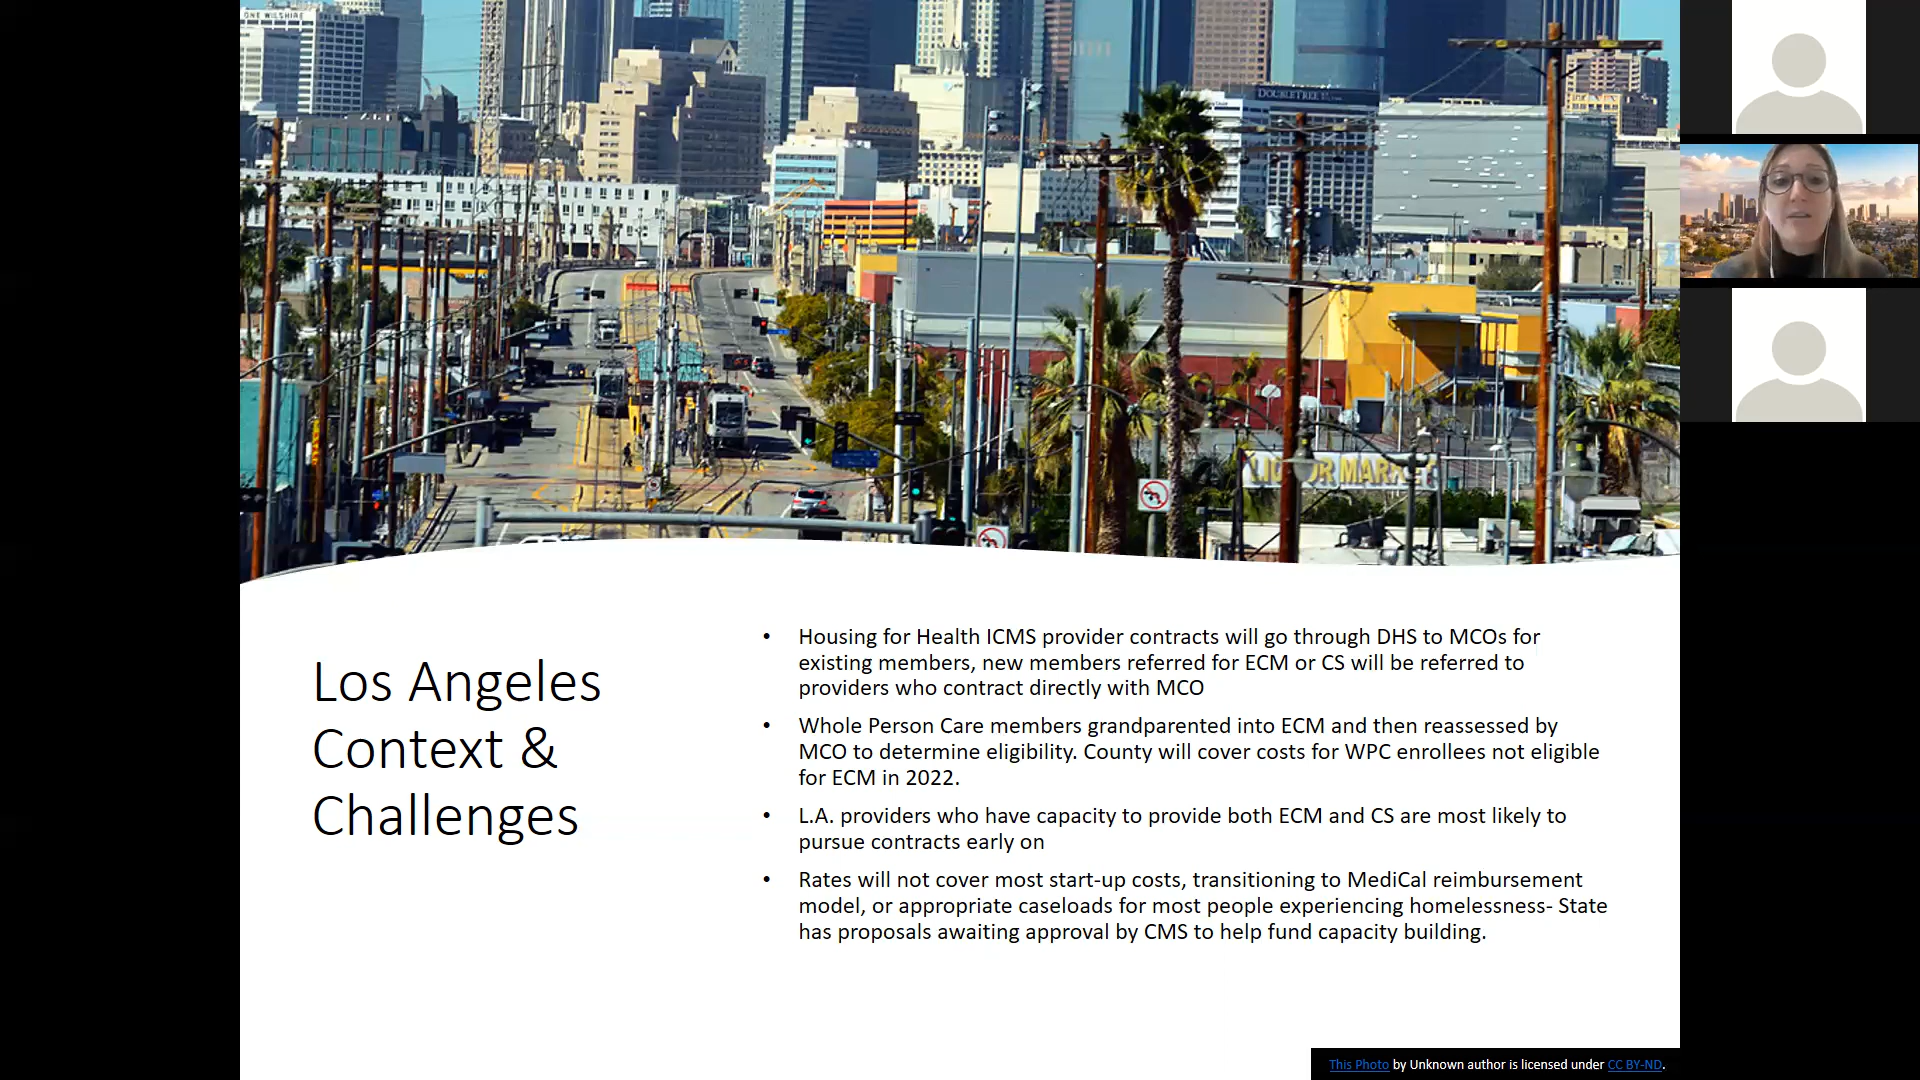 ONE WILSHIRE
DOUBLETREE
LIQUOR MARKET
Los Angeles
Context &
Challenges
• Housing for Health ICMS provider contracts will go through DHS to MCOs for
existing members, new members referred for ECM or CS will be referred to
providers who contract directly with MCO
• Whole Person Care members grandparented into ECM and then reassessed by
MCO to determine eligibility. County will cover costs for WPC enrollees not eligible
for ECM in 2022.
• L.A. providers who have capacity to provide both ECM and CS are most likely to
pursue contracts early on
• Rates will not cover most start-up costs, transitioning to MediCal reimbursement
model, or appropriate caseloads for most people experiencing homelessness- State
has proposals awaiting approval by CMS to help fund capacity building.
This Photo by Unknown author is licensed under CC BY-ND.